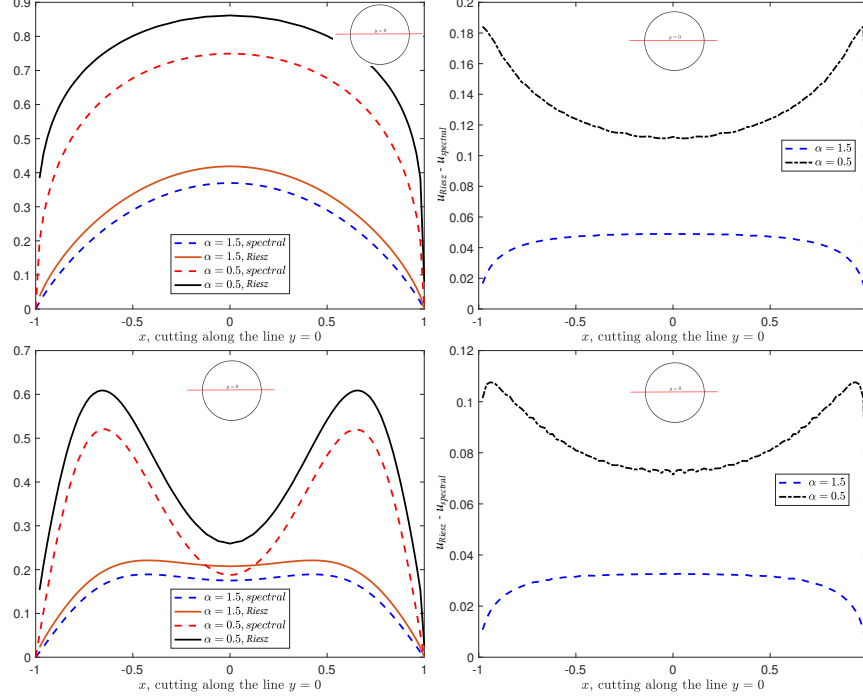 0.9
0.8
0.7
0.6
0.5
0.4
0.3
0.2
0.1
0
-1
-0.5
0
0.5
1
x, cutting along the line y = 0
y = 0
α = 1.5, spectral
α = 1.5, Riesz
α = 0.5, spectral
α = 0.5, Riesz
0.2
0.18
0.16
0.14
0.12
0.1
0.08
0.06
0.04
0.02
0
-1
-0.5
0
0.5
x, cutting along the line y = 0
u_Riesz - u_spectral
y = 0
α = 1.5
α = 0.5
0.7
0.6
0.5
0.4
0.3
0.2
0.1
0
-1
-0.5
0
0.5
1
x, cutting along the line y = 0
y = 0
α = 1.5, spectral
α = 1.5, Riesz
α = 0.5, spectral
α = 0.5, Riesz
0.12
0.1
0.08
0.06
0.04
0.02
0
-1
-0.5
0
0.5
x, cutting along the line y = 0
u_Riesz - u_spectral
y = 0
α = 1.5
α = 0.5